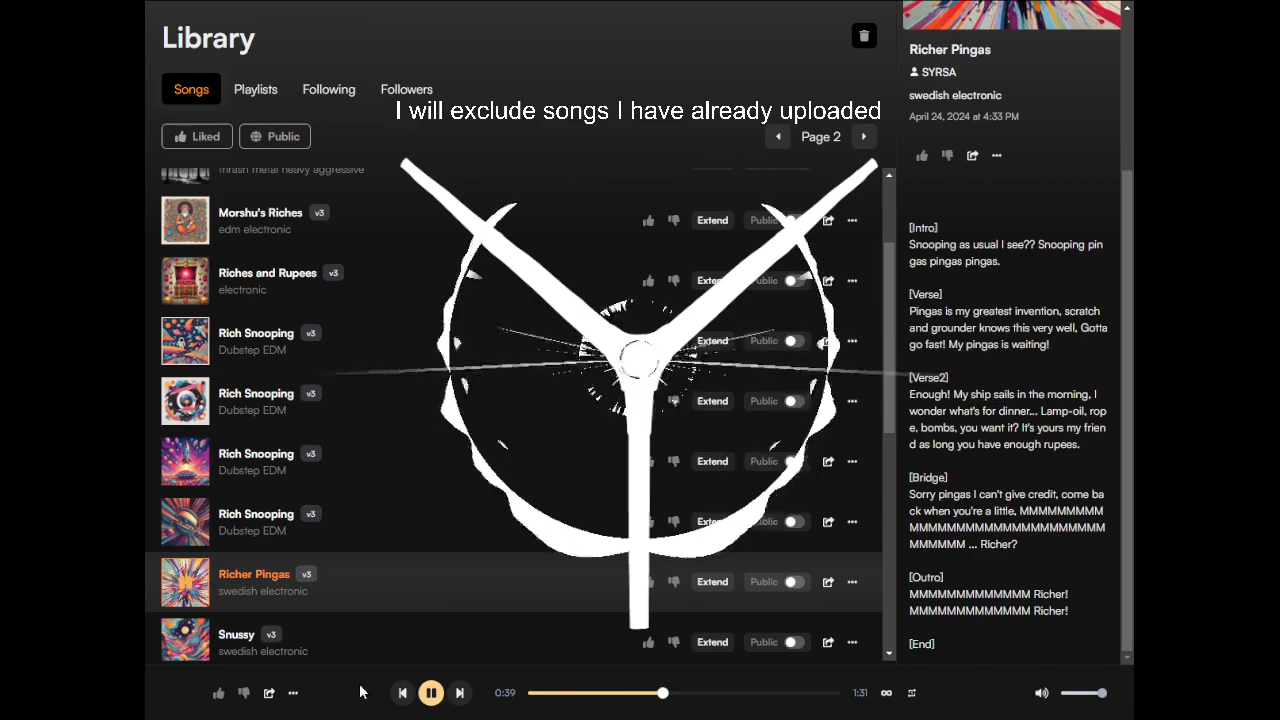 Library
Songs
Playlists
Following
Followers
I will exclude songs I have already uploaded
Liked
Public
Page 2
thrash metal heavy aggressive
Morshu's Riches v3
edm electronic
Extend
Public
Riches and Rupees v3
electronic
Extend
Rich Snooping v3
Dubstep EDM
Extend
Public
Rich Snooping v3
Dubstep EDM
Extend
Public
Rich Snooping v3
Dubstep EDM
Extend
Public
Rich Snooping v3
Dubstep EDM
Richer Pingas v3
swedish electronic
Extend
Public
Snussy v3
swedish electronic
Extend
Public
0:39
1:31
Richer Pingas
SYRSA
swedish electronic
April 24, 2024 at 4:33 PM
[Intro]
Snooping as usual I see?? Snooping pin
gas pingas pingas.
[Verse]
Pingas is my greatest invention, scratch
and grounder knows this very well, Gotta
go fast! My pingas is waiting!
[Verse2]
Enough! My ship sails in the morning, I
wonder what's for dinner... Lamp-oil, rop
e, bombs, you want it? It's yours my frien
d as long you have enough rupees.
[Bridge]
Sorry pingas I can't give credit, come ba
ck when you're a little, MMMMMMMMM
MMMMMMMMMMMMMMMMMMMMM
MMMMMM ... Richer?
[Outro]
MMMMMMMMMMMMM Richer!
MMMMMMMMMMMMM Richer!
[End]